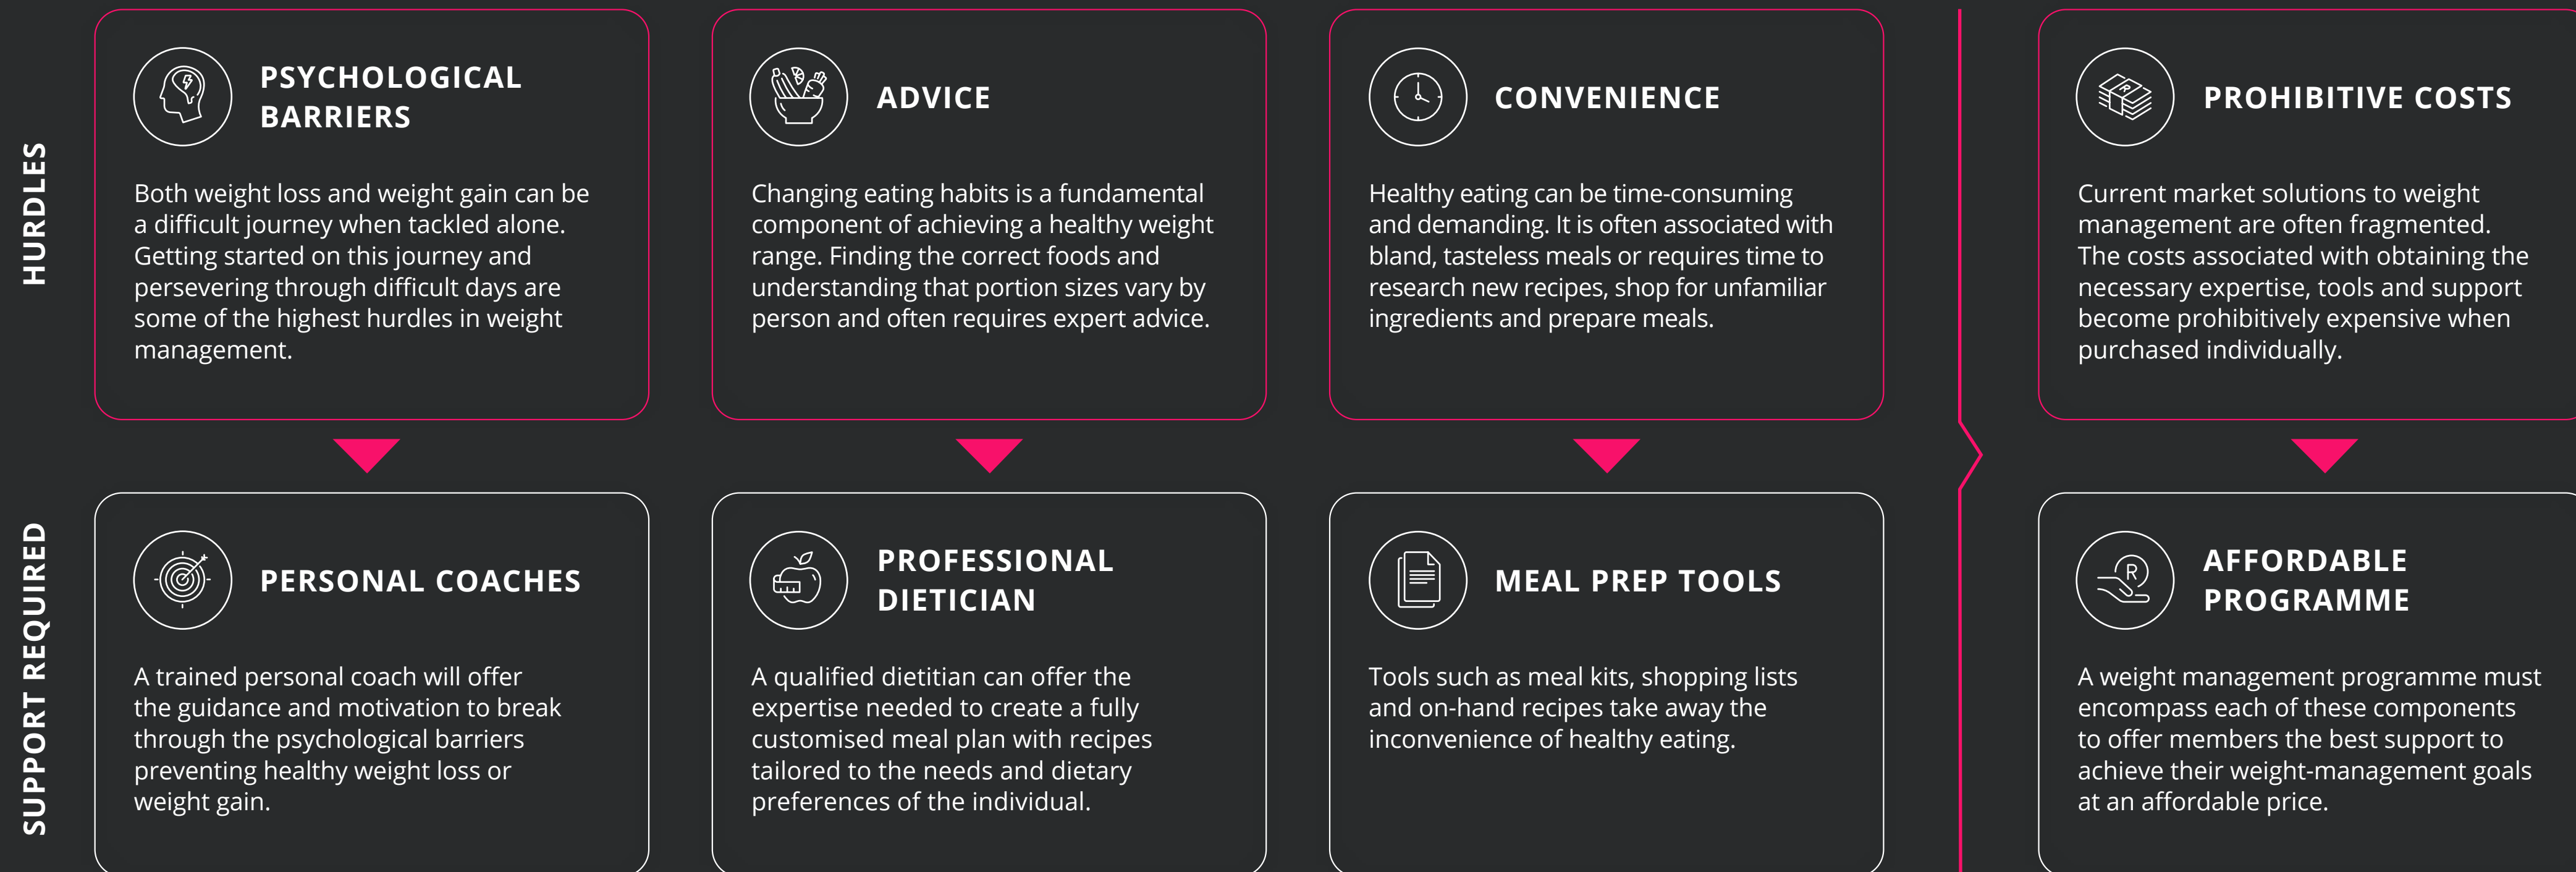 HURDLES
PSYCHOLOGICAL
BARRIERS
Both weight loss and weight gain can be
a difficult journey when tackled alone.
Getting started on this journey and
persevering through difficult days are
some of the highest hurdles in weight
management.
ADVICE
Changing eating habits is a fundamental
component of achieving a healthy weight
range. Finding the correct foods and
understanding that portion sizes vary by
person and often requires expert advice.
CONVENIENCE
Healthy eating can be time-consuming
and demanding. It is often associated with
bland, tasteless meals or requires time to
research new recipes, shop for unfamiliar
ingredients and prepare meals.
R
PROHIBITIVE COSTS
Current market solutions to weight
management are often fragmented.
The costs associated with obtaining the
necessary expertise, tools and support
become prohibitively expensive when
purchased individually.
SUPPORT REQUIRED
PERSONAL COACHES
A trained personal coach will offer
the guidance and motivation to break
through the psychological barriers
preventing healthy weight loss or
weight gain.
PROFESSIONAL
DIETICIAN
A qualified dietitian can offer the
expertise needed to create a fully
customised meal plan with recipes
tailored to the needs and dietary
preferences of the individual.
MEAL PREP TOOLS
Tools such as meal kits, shopping lists
and on-hand recipes take away the
inconvenience of healthy eating.
R
AFFORDABLE
PROGRAMME
A weight management programme must
encompass each of these components
to offer members the best support to
achieve their weight-management goals
at an affordable price.